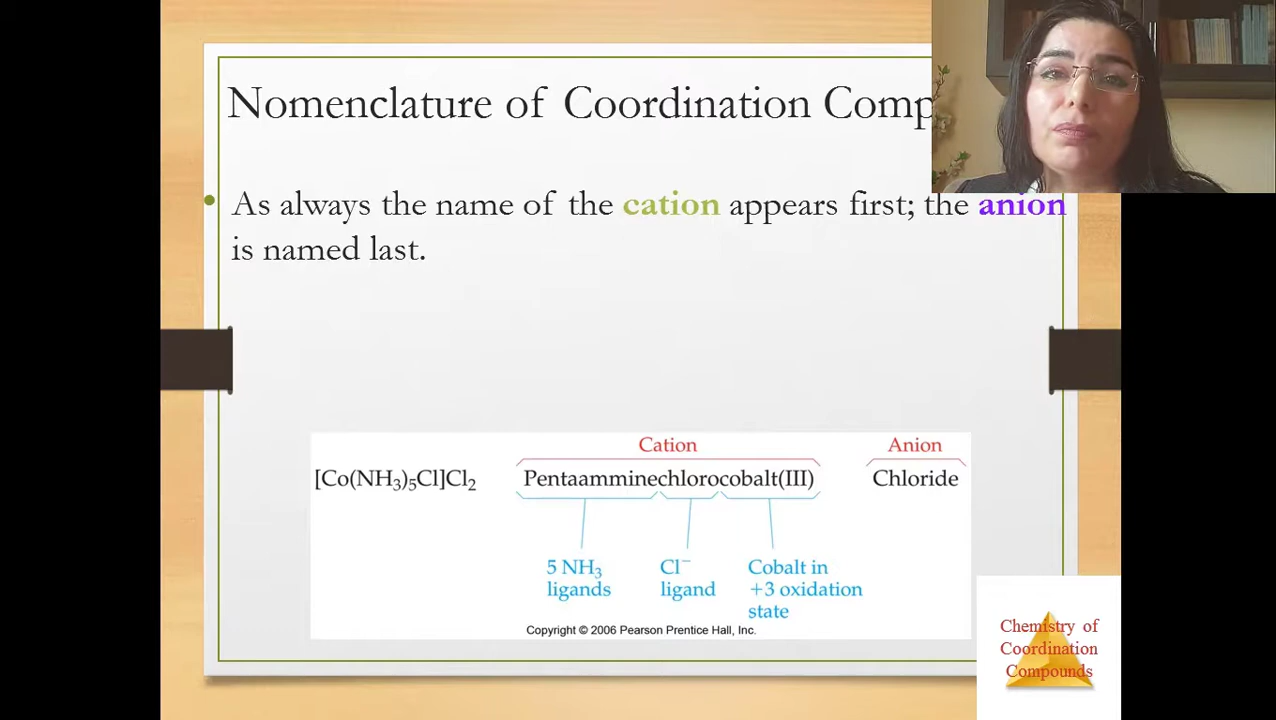 Nomenclature of Coordination Comp
• As always the name of the cation appears first; the anion
is named last.
Cation Anion
[Co(NH₃)₅Cl]Cl₂ Pentaamminechlorocobalt(III) Chloride
5 NH₃ Cl⁻ Cobalt in
ligands ligand +3 oxidation
state
Copyright © 2006 Pearson Prentice Hall, Inc.
Chemistry of
Coordination
Compounds